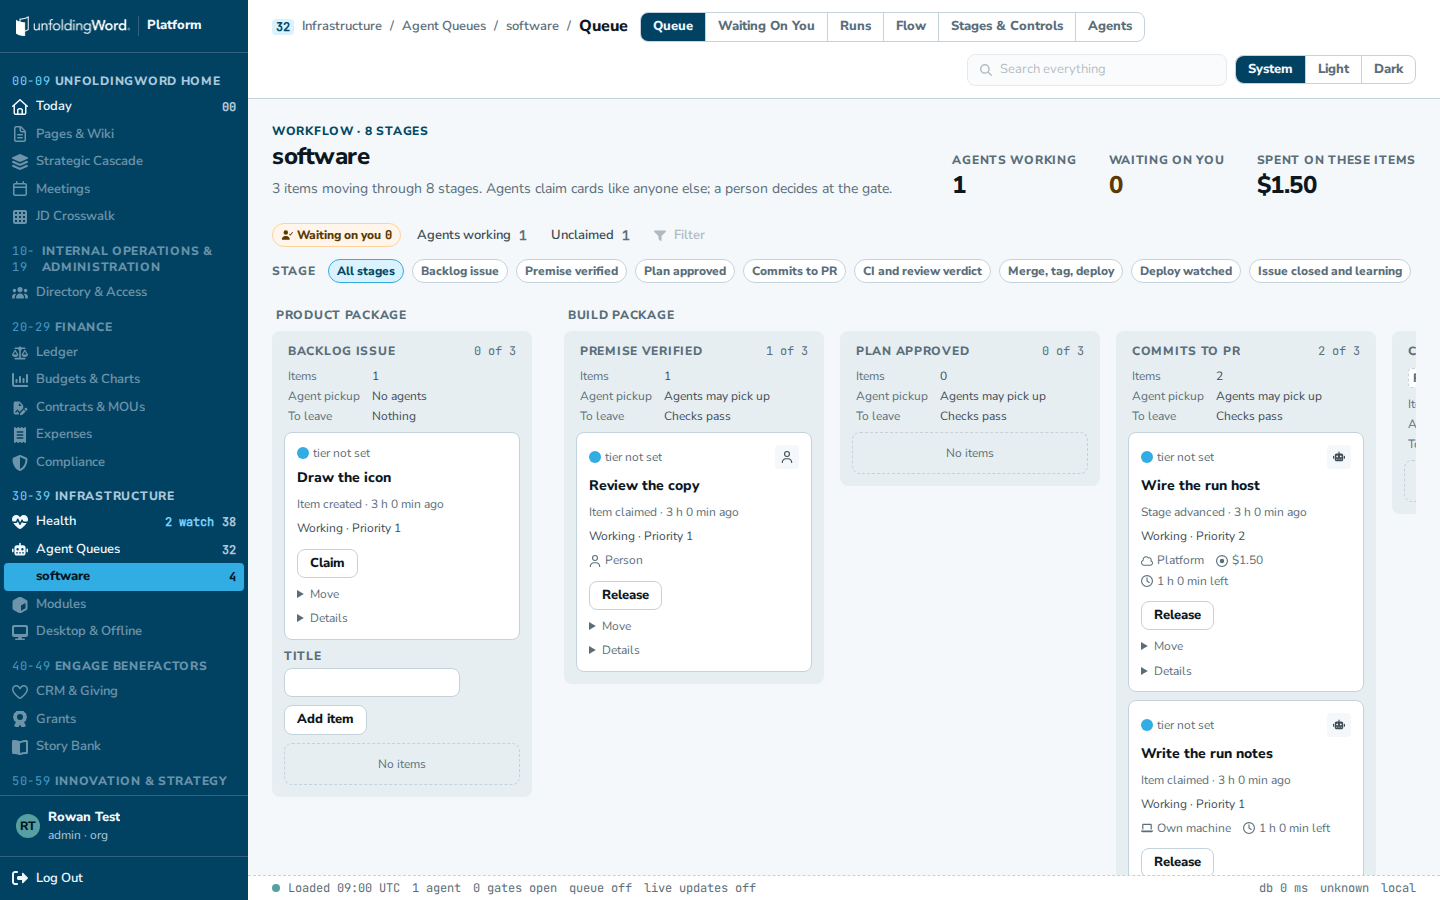 unfoldingWord Platform
00-09 UNFOLDINGWORD HOME
Today 00
Pages & Wiki
Strategic Cascade
Meetings
JD Crosswalk
10-19 INTERNAL OPERATIONS & ADMINISTRATION
Directory & Access
20-29 FINANCE
Ledger
Budgets & Charts
Contracts & MOUs
Expenses
Compliance
30-39 INFRASTRUCTURE
Health 2 watch 38
Agent Queues 32
software 4
Modules
Desktop & Offline
40-49 ENGAGE BENEFACTORS
CRM & Giving
Grants
Story Bank
50-59 INNOVATION & STRATEGY
RT Rowan Test
admin · org
Log Out
32 Infrastructure / Agent Queues / software / Queue
Queue Waiting On You Runs Flow Stages & Controls Agents
Search everything
System Light Dark
WORKFLOW · 8 STAGES
software
3 items moving through 8 stages. Agents claim cards like anyone else; a person decides at the gate.
AGENTS WORKING
1
WAITING ON YOU
0
SPENT ON THESE ITEMS
$1.50
Waiting on you 0 Agents working 1 Unclaimed 1 Filter
STAGE All stages Backlog issue Premise verified Plan approved Commits to PR CI and review verdict Merge, tag, deploy Deploy watched Issue closed and learning
PRODUCT PACKAGE
BACKLOG ISSUE 0 of 3
Items 1
Agent pickup No agents
To leave Nothing
tier not set
Draw the icon
Item created · 3 h 0 min ago
Working · Priority 1
Claim
Move
Details
TITLE
Add item
No items
BUILD PACKAGE
PREMISE VERIFIED 1 of 3
Items 1
Agent pickup Agents may pick up
To leave Checks pass
tier not set
Review the copy
Item claimed · 3 h 0 min ago
Working · Priority 1
Person
Release
Move
Details
PLAN APPROVED 0 of 3
Items 0
Agent pickup Agents may pick up
To leave Checks pass
No items
COMMITS TO PR 2 of 3
Items 2
Agent pickup Agents may pick up
To leave Checks pass
tier not set
Wire the run host
Stage advanced · 3 h 0 min ago
Working · Priority 2
Platform $1.50
1 h 0 min left
Release
Move
Details
tier not set
Write the run notes
Item claimed · 3 h 0 min ago
Working · Priority 1
Own machine 1 h 0 min left
Release
Loaded 09:00 UTC 1 agent 0 gates open queue off live updates off
db 0 ms unknown local